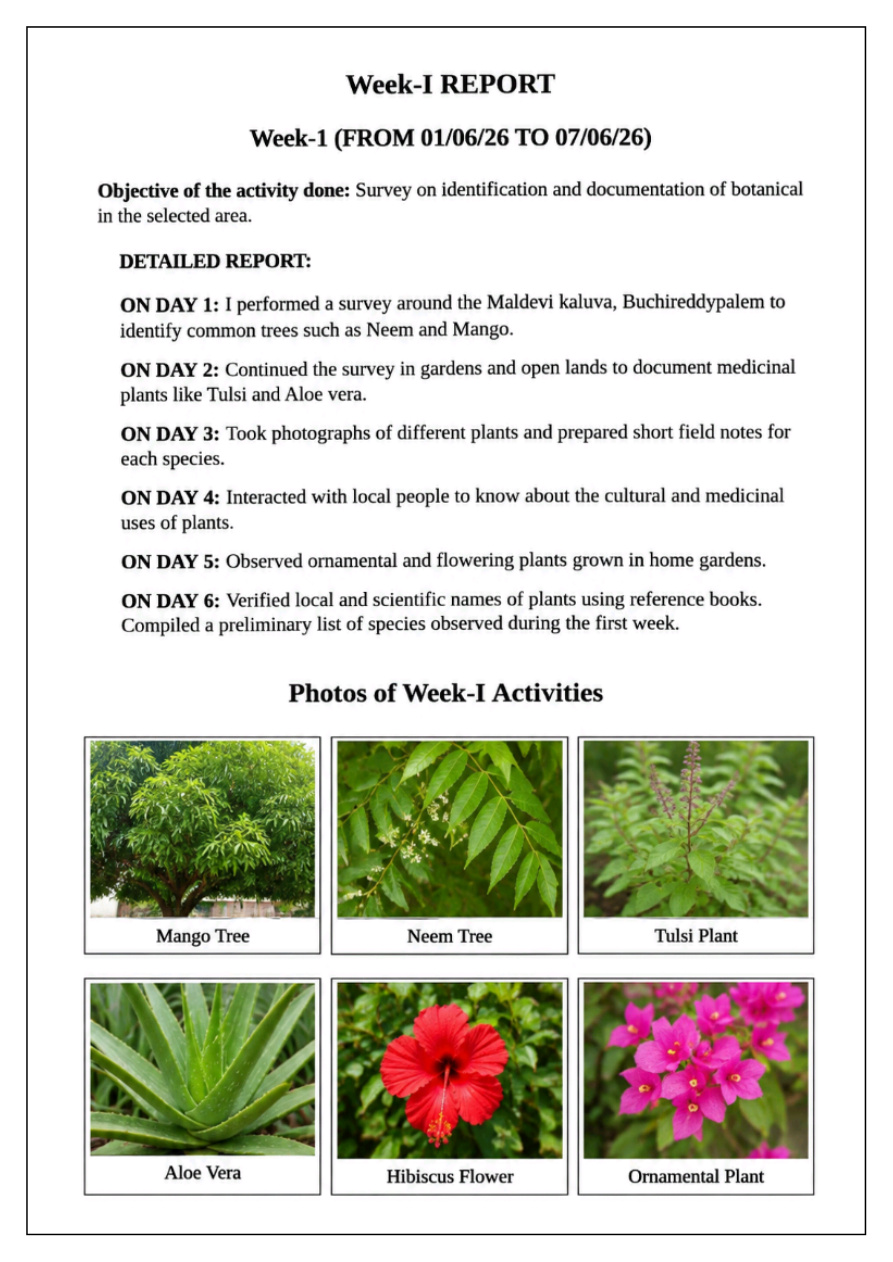 Week-I REPORT
Week-1 (FROM 01/06/26 TO 07/06/26)
Objective of the activity done: Survey on identification and documentation of botanical
in the selected area.
DETAILED REPORT:
ON DAY 1: I performed a survey around the Maldevi kaluva, Buchireddypalem to
identify common trees such as Neem and Mango.
ON DAY 2: Continued the survey in gardens and open lands to document medicinal
plants like Tulsi and Aloe vera.
ON DAY 3: Took photographs of different plants and prepared short field notes for
each species.
ON DAY 4: Interacted with local people to know about the cultural and medicinal
uses of plants.
ON DAY 5: Observed ornamental and flowering plants grown in home gardens.
ON DAY 6: Verified local and scientific names of plants using reference books.
Compiled a preliminary list of species observed during the first week.
Photos of Week-I Activities
Mango Tree
Neem Tree
Tulsi Plant
Aloe Vera
Hibiscus Flower
Ornamental Plant